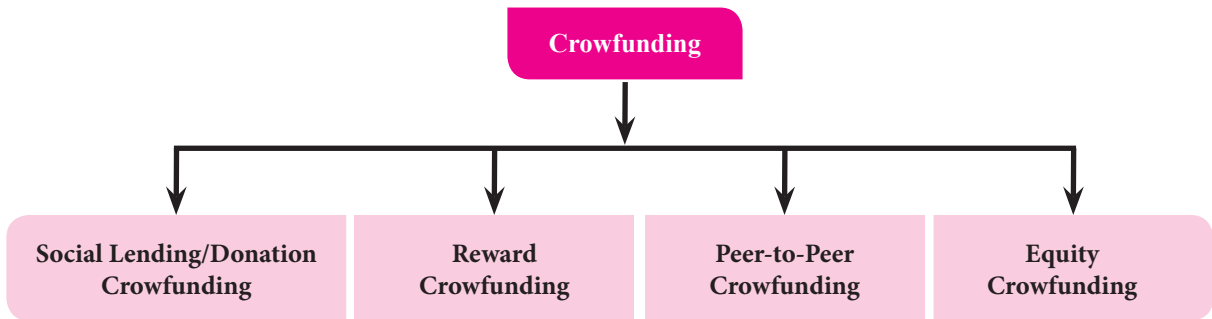 Crowfunding
Social Lending/Donation
Crowfunding
Reward
Crowfunding
Peer-to-Peer
Crowfunding
Equity
Crowfunding